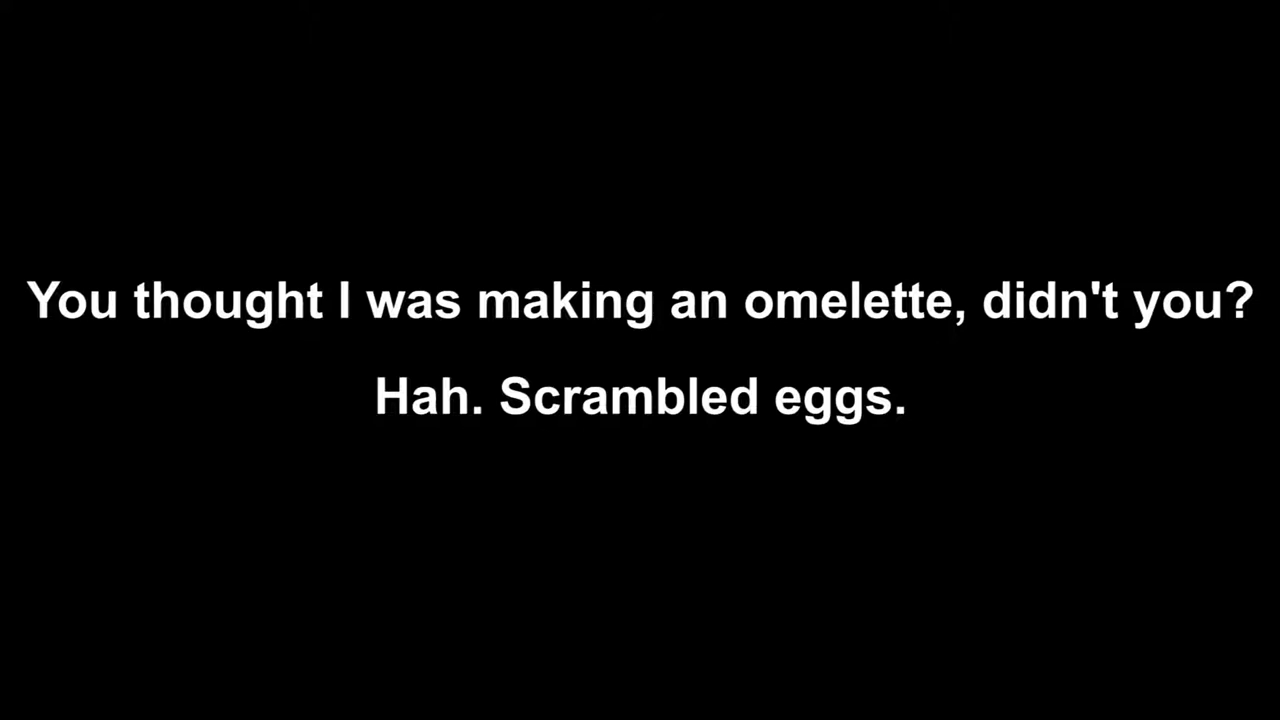 You thought I was making an omelette, didn't you?
Hah. Scrambled eggs.